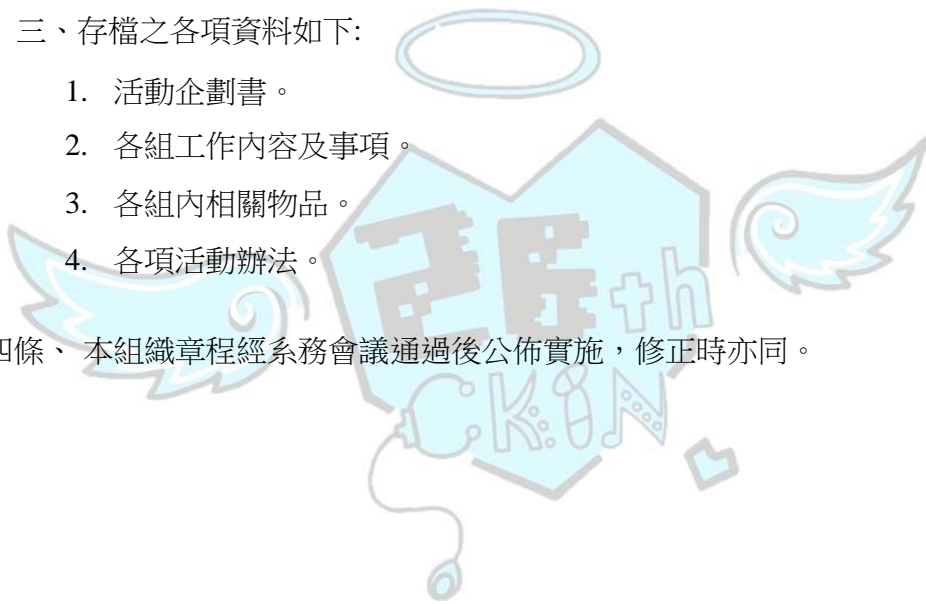 三、存檔之各項資料如下:
1. 活動企劃書。
2. 各組工作內容及事項。
3. 各組內相關物品。
4. 各項活動辦法。
四條、 本組織章程經系務會議通過後公佈實施，修正時亦同。
26th
CK8N